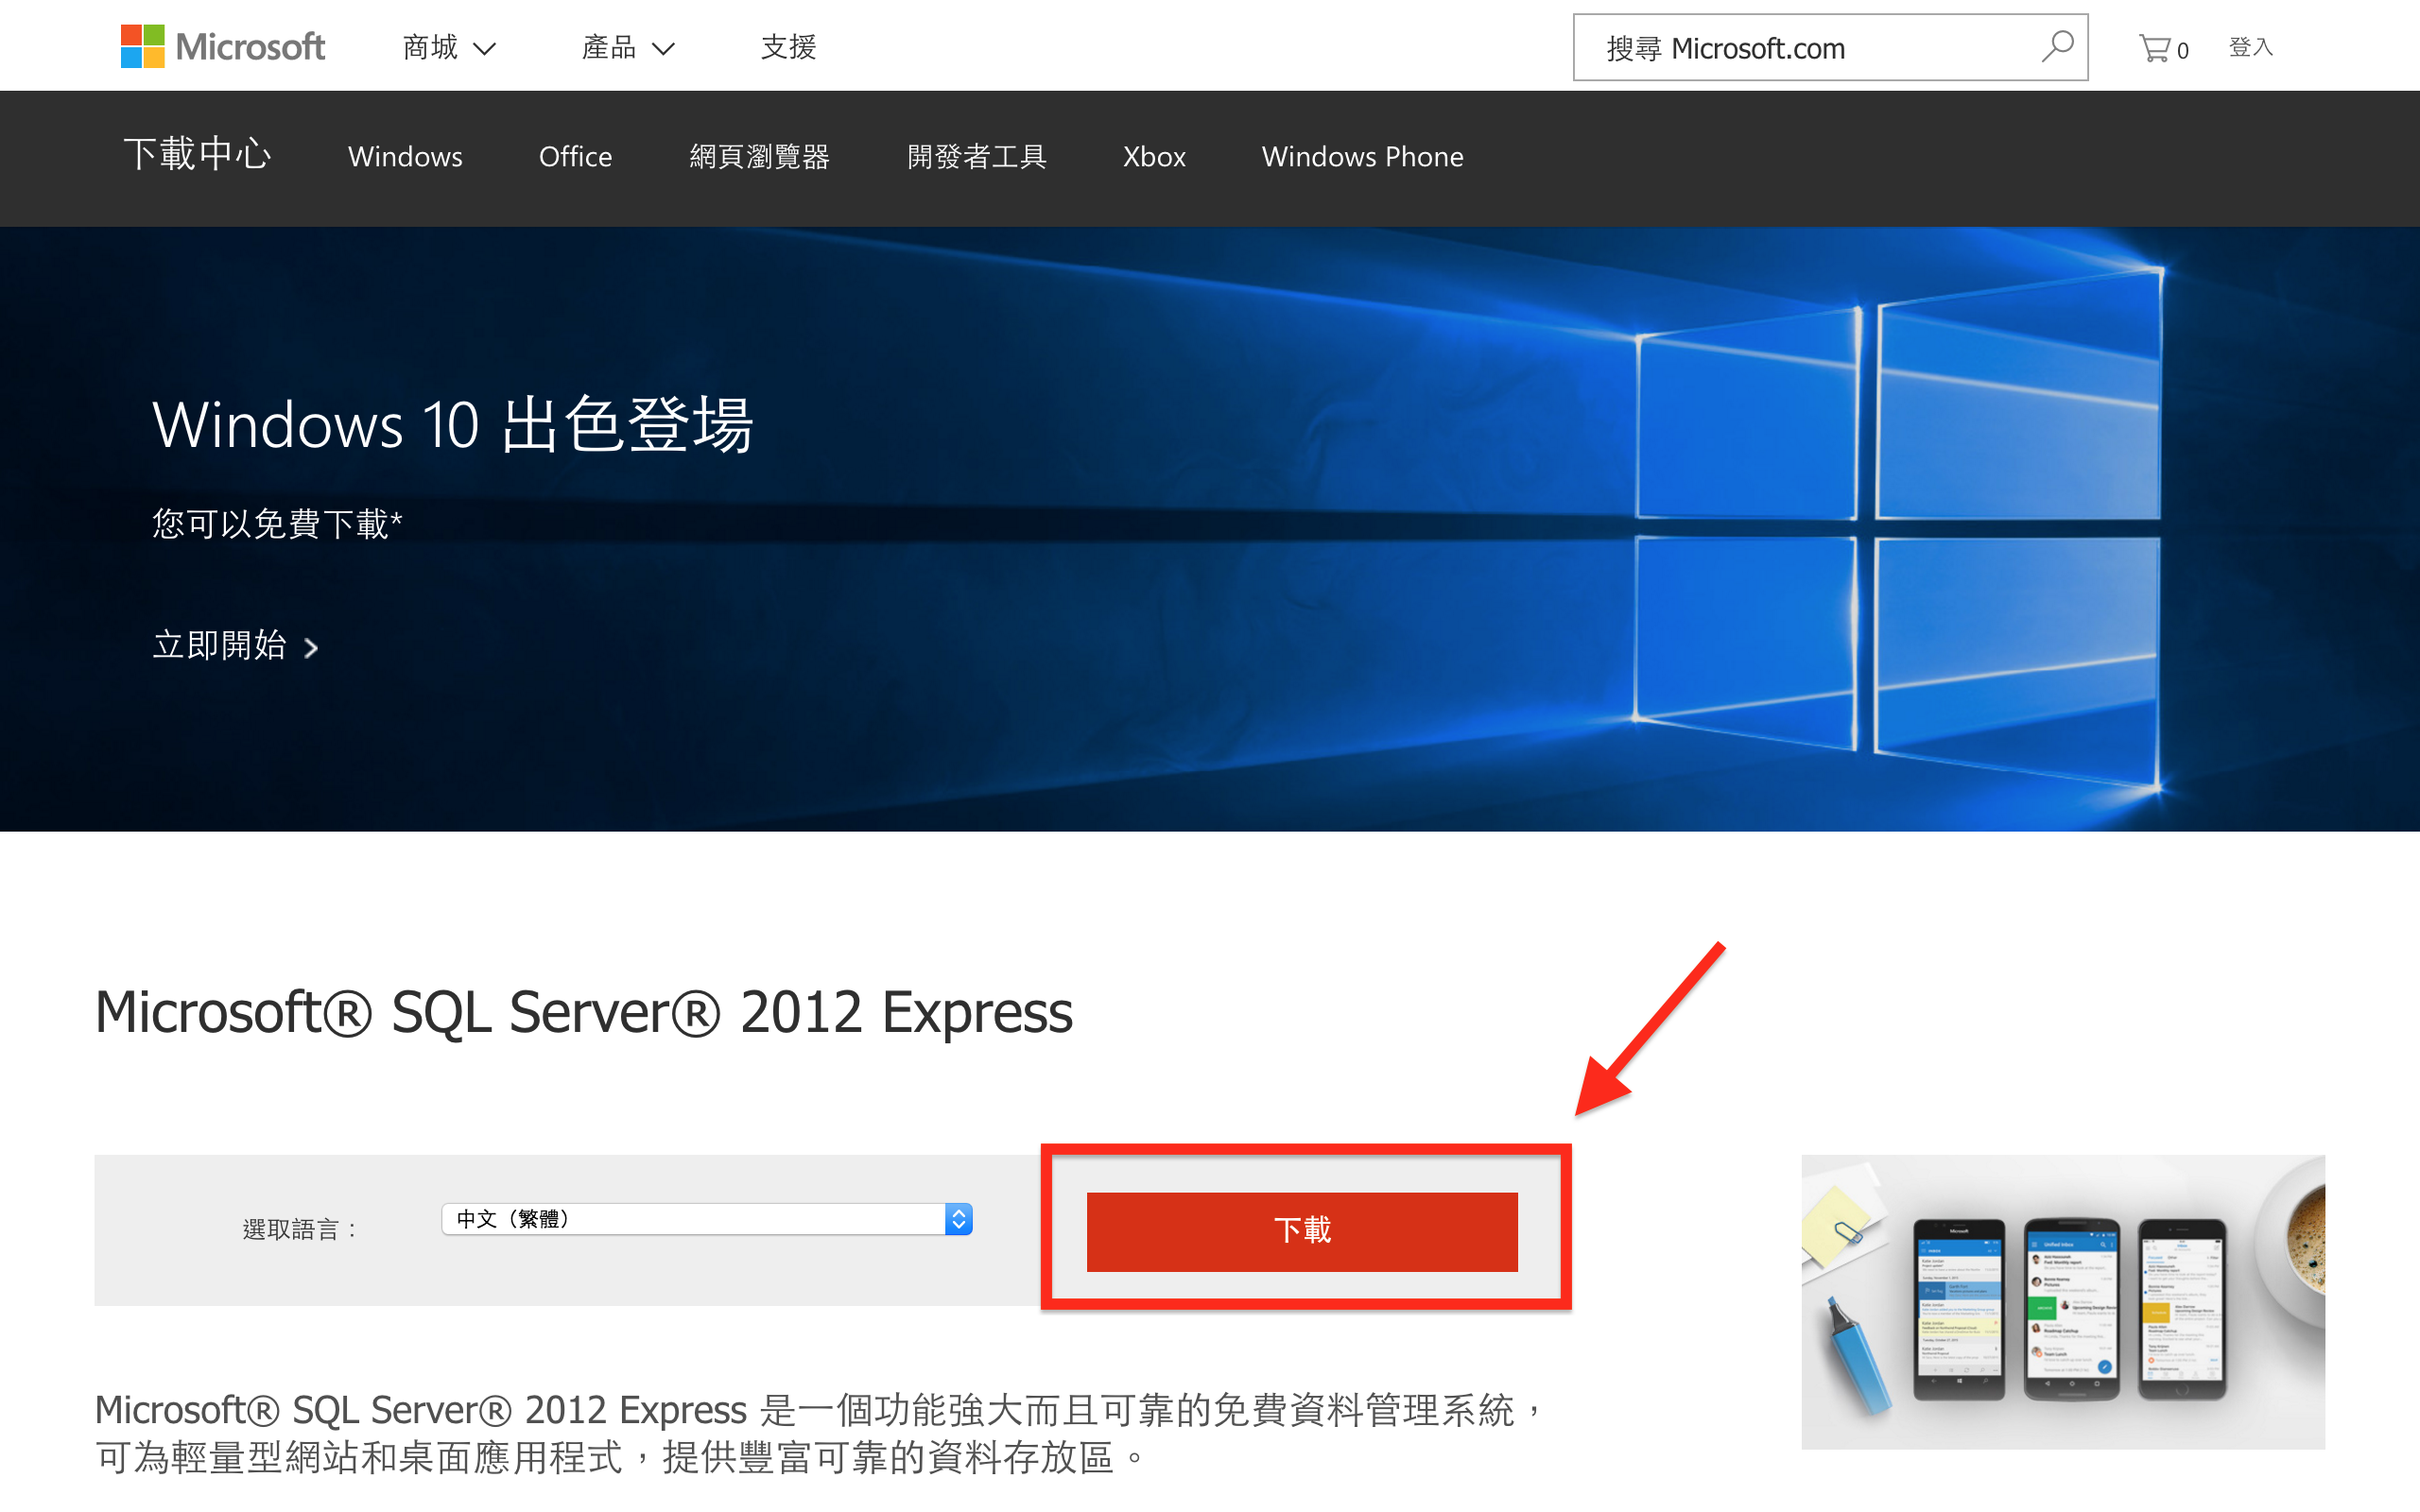 Microsoft 商城 產品 支援 搜尋 Microsoft.com 0 登入
下載中心 Windows Office 網頁瀏覽器 開發者工具 Xbox Windows Phone
Windows 10 出色登場
您可以免費下載*
立即開始
Microsoft® SQL Server® 2012 Express
選取語言： 中文（繁體） 下載
Microsoft® SQL Server® 2012 Express 是一個功能強大而且可靠的免費資料管理系統，
可為輕量型網站和桌面應用程式，提供豐富可靠的資料存放區。